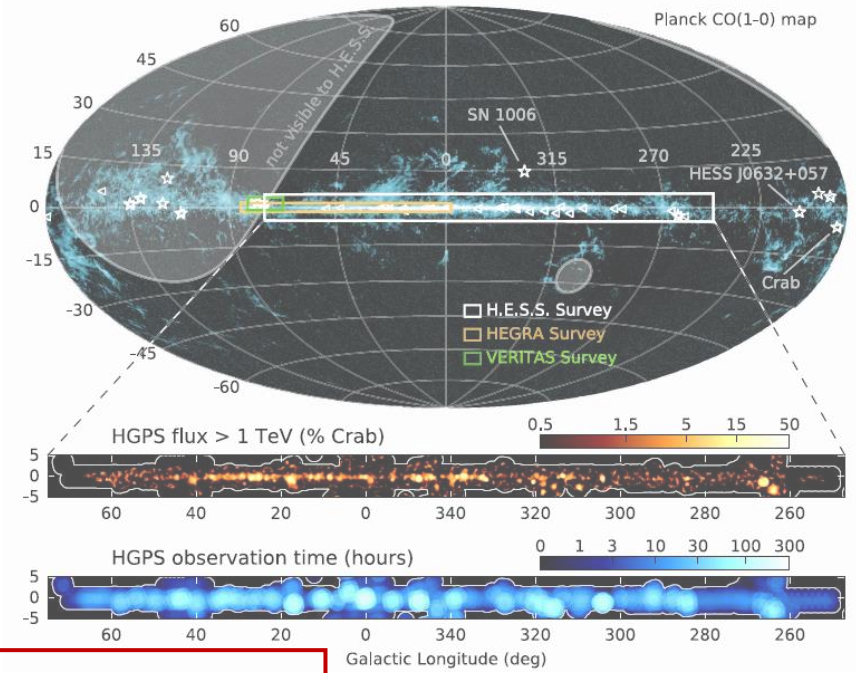 Planck CO(1-0) map
60
45
30
15
0
-15
-30
-45
-60
not visible to H.E.S.S.
135 90 45 0 315 270 225
SN 1006
HESS J0632+057
Crab
H.E.S.S. Survey
HEGRA Survey
VERITAS Survey
HGPS flux > 1 TeV (% Crab)
0.5 1.5 5 15 50
5
0
-5
60 40 20 0 340 320 300 280 260
HGPS observation time (hours)
0 1 3 10 30 100 300
5
0
-5
60 40 20 0 340 320 300 280 260
Galactic Longitude (deg)